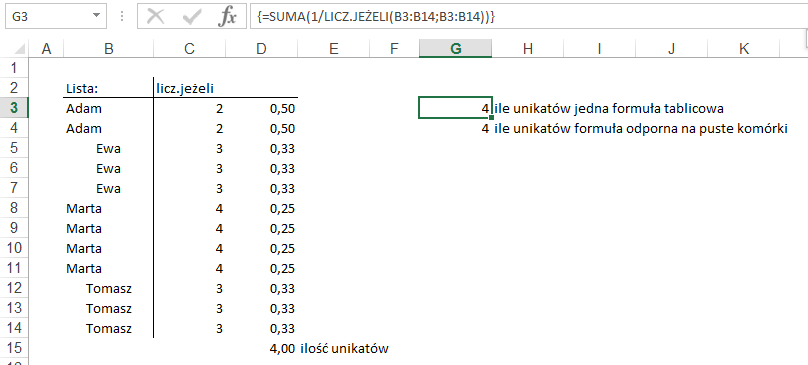 G3 fx {=SUMA(1/LICZ.JEŻELI(B3:B14;B3:B14))}
A B C D E F G H I J K
1
2 Lista: licz.jeżeli
3 Adam 2 0,50 4 ile unikatów jedna formuła tablicowa
4 Adam 2 0,50 4 ile unikatów formuła odporna na puste komórki
5 Ewa 3 0,33
6 Ewa 3 0,33
7 Ewa 3 0,33
8 Marta 4 0,25
9 Marta 4 0,25
10 Marta 4 0,25
11 Marta 4 0,25
12 Tomasz 3 0,33
13 Tomasz 3 0,33
14 Tomasz 3 0,33
15 4,00 ilość unikatów